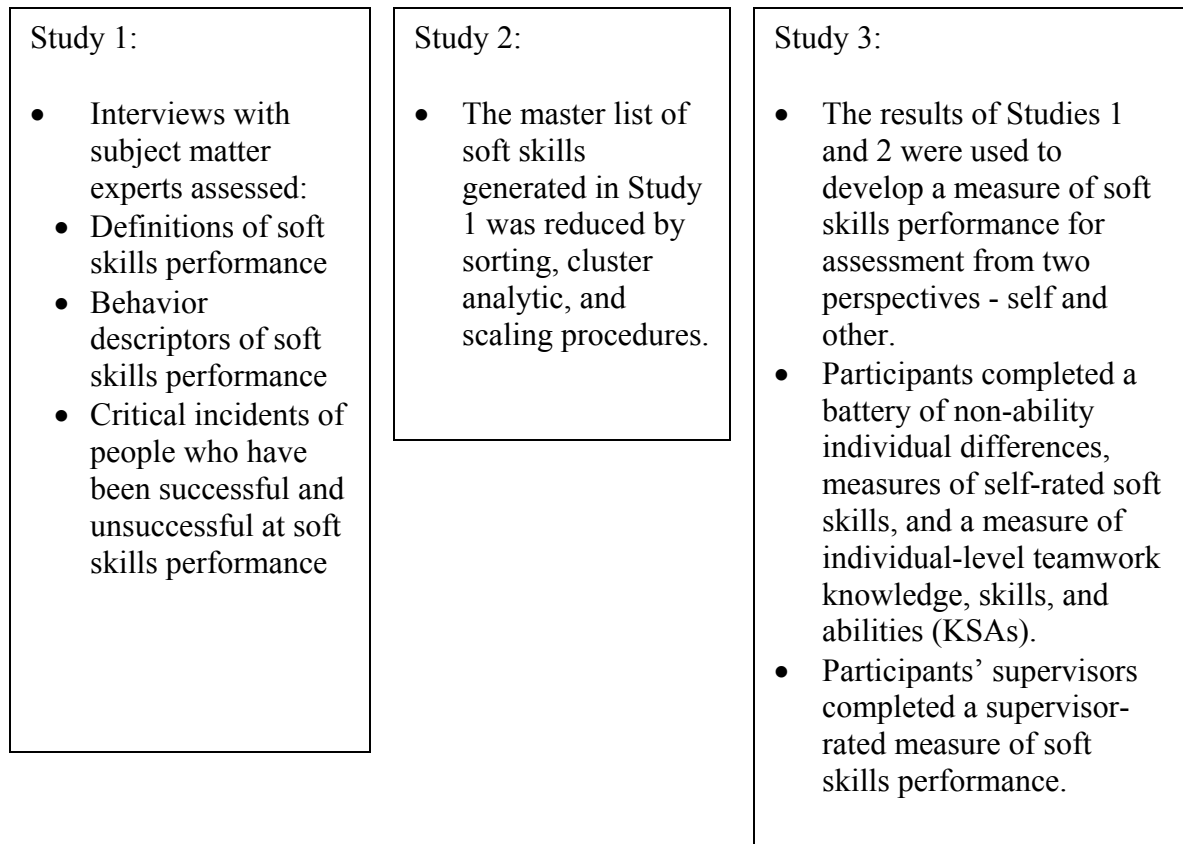 Study 1:
• Interviews with
subject matter
experts assessed:
• Definitions of soft
skills performance
• Behavior
descriptors of soft
skills performance
• Critical incidents of
people who have
been successful and
unsuccessful at soft
skills performance
Study 2:
• The master list of
soft skills
generated in Study
1 was reduced by
sorting, cluster
analytic, and
scaling procedures.
Study 3:
• The results of Studies 1
and 2 were used to
develop a measure of soft
skills performance for
assessment from two
perspectives - self and
other.
• Participants completed a
battery of non-ability
individual differences,
measures of self-rated soft
skills, and a measure of
individual-level teamwork
knowledge, skills, and
abilities (KSAs).
• Participants’ supervisors
completed a supervisor-
rated measure of soft
skills performance.